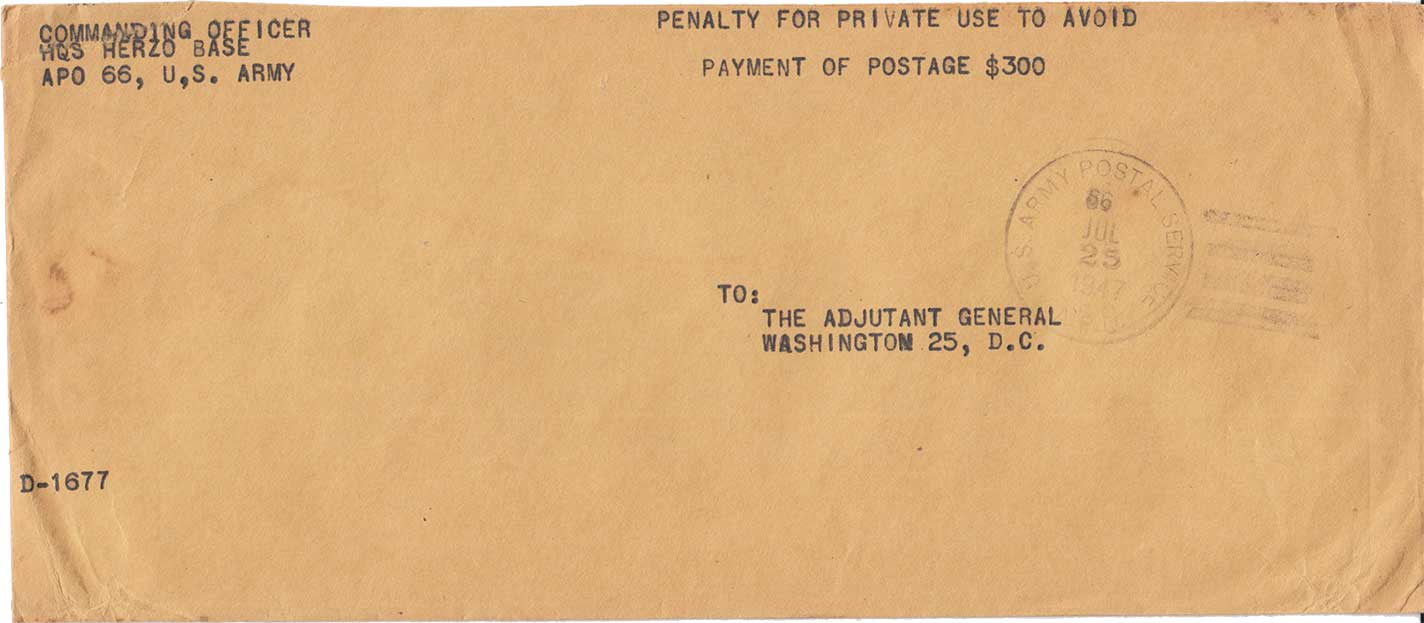 COMMANDING OFFICER
HQS HERZO BASE
APO 66, U,S. ARMY
PENALTY FOR PRIVATE USE TO AVOID
PAYMENT OF POSTAGE $300
U.S. ARMY POSTAL SERVICE
66
JUL
25
1947
TO:
THE ADJUTANT GENERAL
WASHINGTON 25, D.C.
D-1677